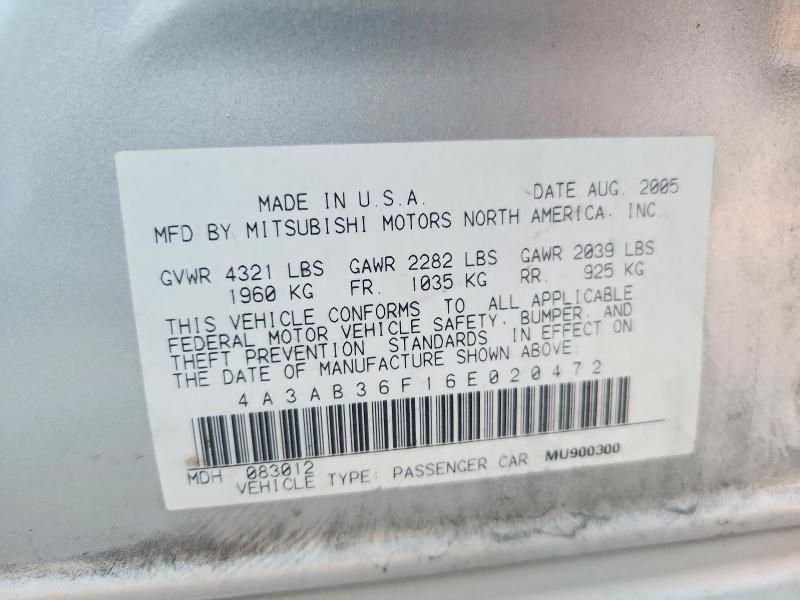 MADE IN U.S.A. DATE AUG. 2005
MFD BY MITSUBISHI MOTORS NORTH AMERICA. INC.
GVWR 4321 LBS GAWR 2282 LBS GAWR 2039 LBS
1960 KG FR. 1035 KG RR. 925 KG
THIS VEHICLE CONFORMS TO ALL APPLICABLE
FEDERAL MOTOR VEHICLE SAFETY. BUMPER. AND
THEFT PREVENTION STANDARDS IN EFFECT ON
THE DATE OF MANUFACTURE SHOWN ABOVE.
4A3AB36F16E020472
MDH 083012
VEHICLE TYPE: PASSENGER CAR MU900300